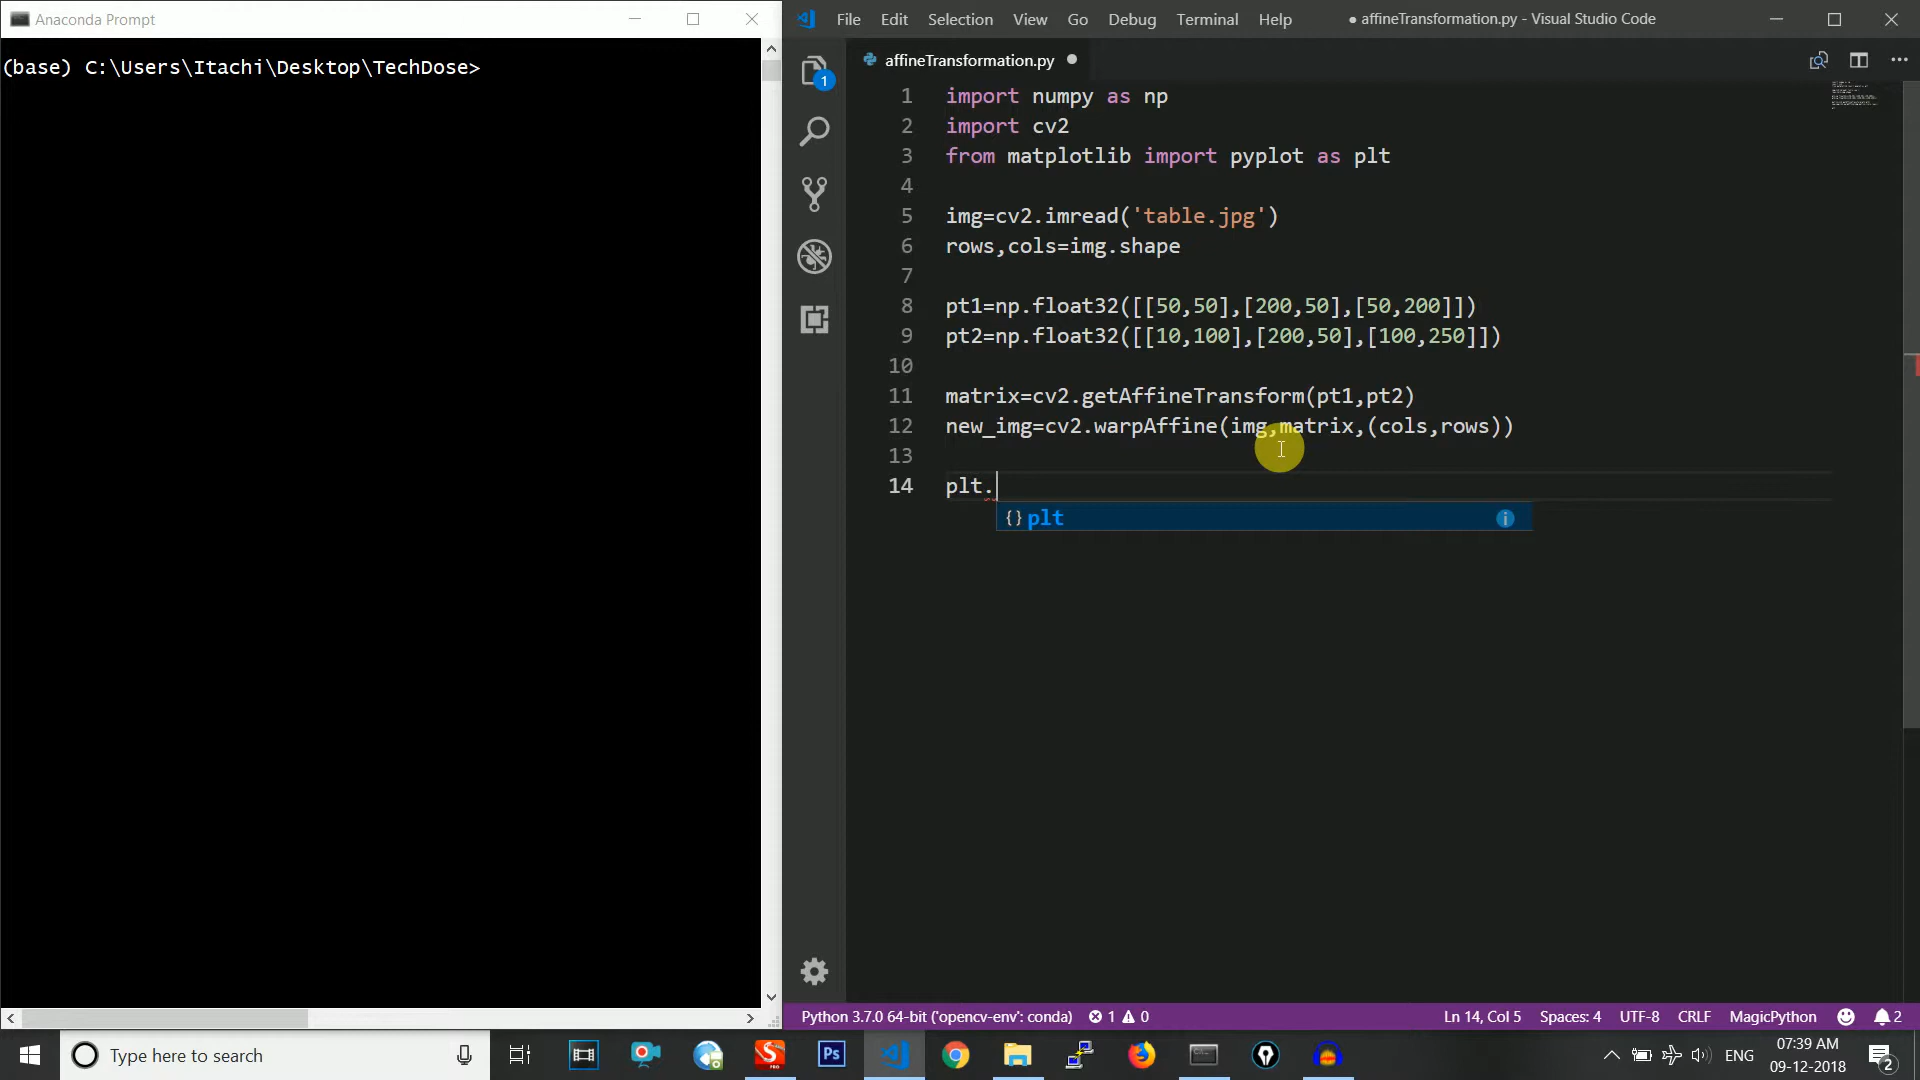 Anaconda Prompt
(base) C:\Users\Itachi\Desktop\TechDose>
File Edit Selection View Go Debug Terminal Help ● affineTransformation.py - Visual Studio Code
1
affineTransformation.py ●
1 import numpy as np
2 import cv2
3 from matplotlib import pyplot as plt
4
5 img=cv2.imread('table.jpg')
6 rows,cols=img.shape
7
8 pt1=np.float32([[50,50],[200,50],[50,200]])
9 pt2=np.float32([[10,100],[200,50],[100,250]])
10
11 matrix=cv2.getAffineTransform(pt1,pt2)
12 new_img=cv2.warpAffine(img,matrix,(cols,rows))
13
14 plt.
{} plt
Python 3.7.0 64-bit ('opencv-env': conda) 1 0 Ln 14, Col 5 Spaces: 4 UTF-8 CRLF MagicPython 2
Type here to search
Ps
ENG
07:39 AM
09-12-2018
2